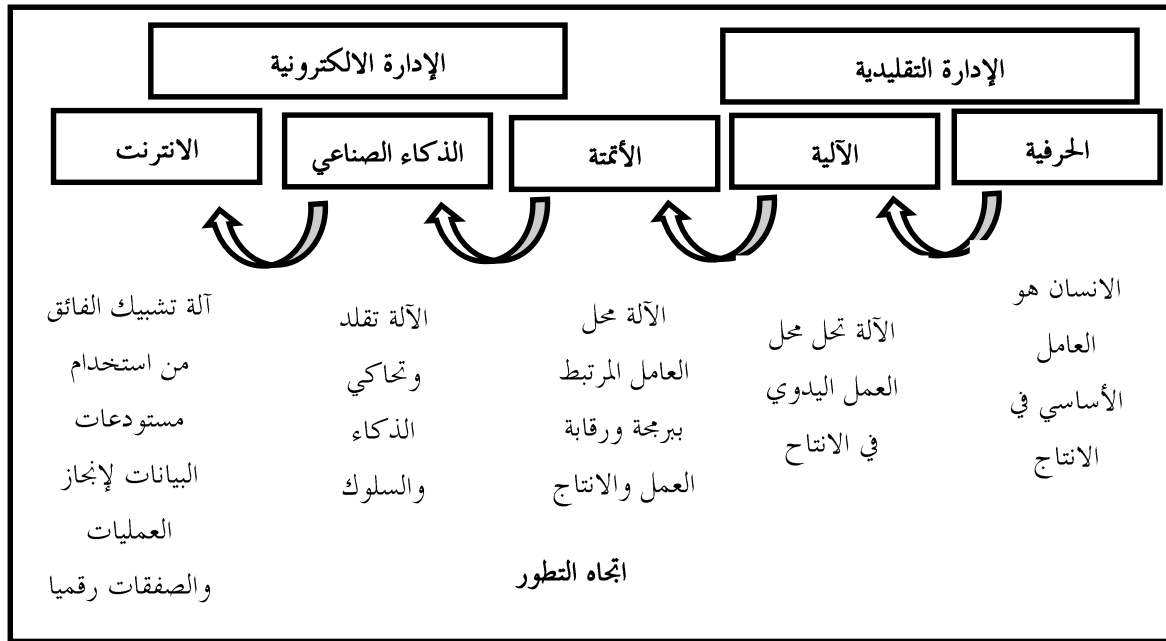 الإدارة التقليدية
الإدارة الالكترونية
الحرفية
الآلية
الأتمتة
الذكاء الصناعي
الانترنت
الانسان هو
العامل
الأساسي في
الانتاج
الآلة تحل محل
العمل اليدوي
في الانتاح
الآلة محل
العامل المرتبط
ببرمجة ورقابة
العمل والانتاج
الآلة تقلد
وتحاكي
الذكاء
والسلوك
آلة تشبيك الفائق
من استخدام
مستودعات
البيانات لإنجاز
العمليات
والصفقات رقميا
اتجاه التطور